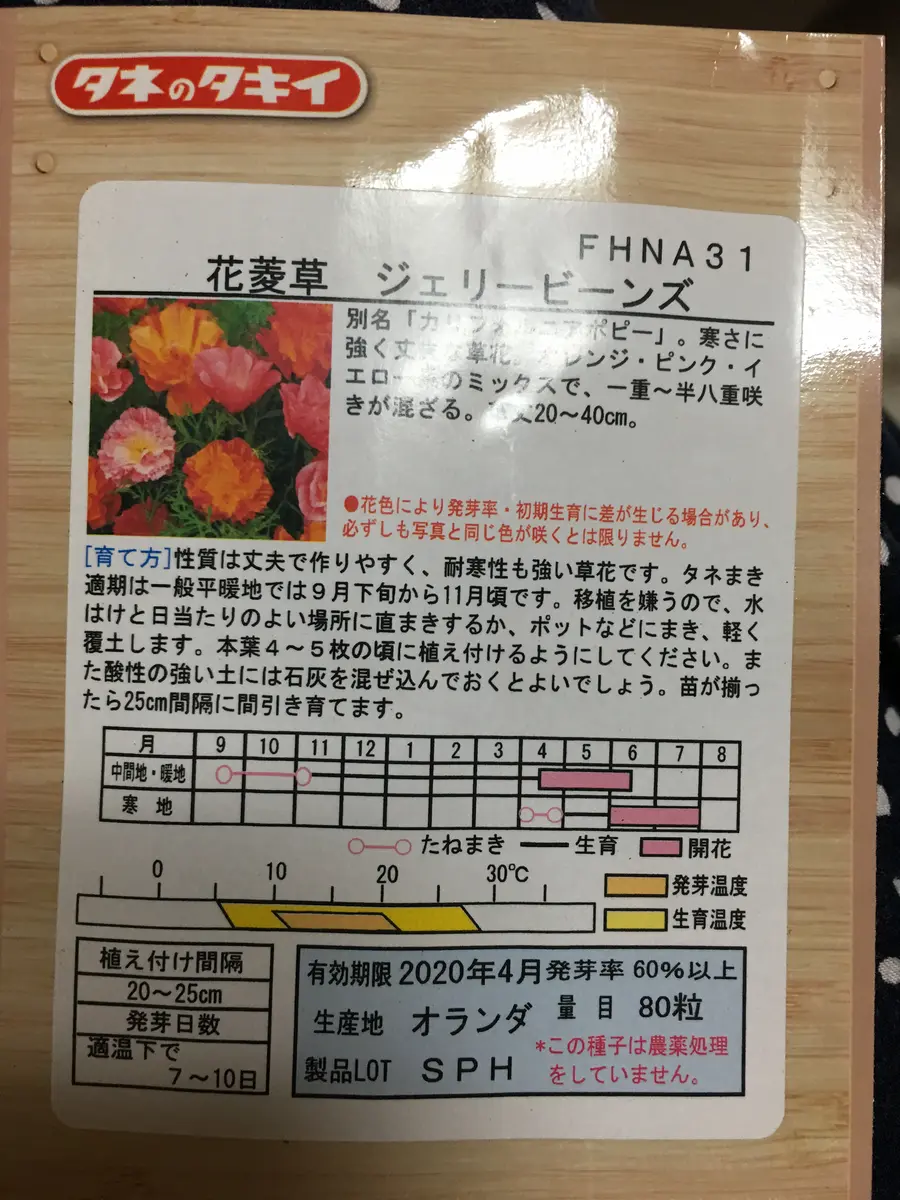 タネのタキイ
FHNA31
花菱草 ジェリービーンズ
別名「カリフォルニアポピー」。寒さに
強く丈夫な草花。オレンジ・ピンク・イ
エロー系のミックスで、一重～半八重咲
きが混ざる。草丈20～40cm。
●花色により発芽率・初期生育に差が生じる場合があり、
必ずしも写真と同じ色が咲くとは限りません。
[育て方]性質は丈夫で作りやすく、耐寒性も強い草花です。タネまき
適期は一般平暖地では9月下旬から11月頃です。移植を嫌うので、水
はけと日当たりのよい場所に直まきするか、ポットなどにまき、軽く
覆土します。本葉4～5枚の頃に植え付けるようにしてください。ま
た酸性の強い土には石灰を混ぜ込んでおくとよいでしょう。苗が揃っ
たら25cm間隔に間引き育てます。
月 9 10 11 12 1 2 3 4 5 6 7 8
中間地・暖地
寒 地
たねまき 生育 開花
0 10 20 30℃
発芽温度
生育温度
植え付け間隔
20～25cm
発芽日数
適温下で
7～10日
有効期限 2020年4月 発芽率 60%以上
生産地 オランダ 量目 80粒
製品LOT SPH
*この種子は農薬処理
をしていません。